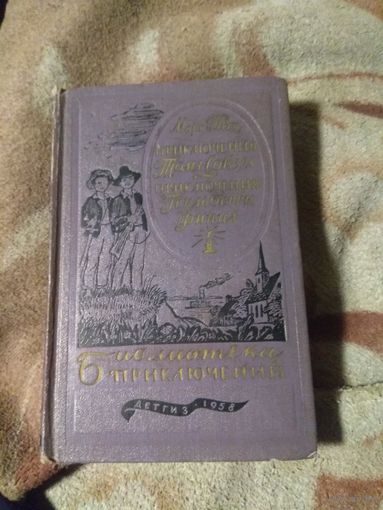 Марк Твен
ПРИКЛЮЧЕНИЯ
Тома Сойера
ПРИКЛЮЧЕНИЯ
Гекльберри
Финна
Библиотека
ПРИКЛЮЧЕНИЙ
ДЕТГИЗ · 1958